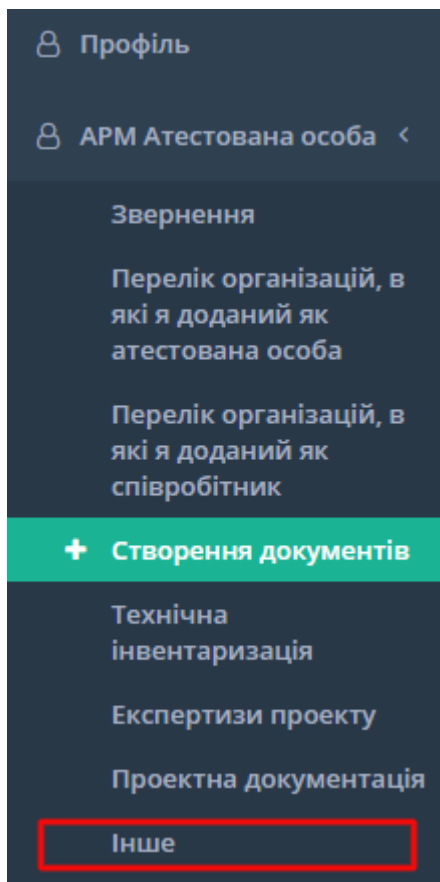 Профіль
АРМ Атестована особа
Звернення
Перелік організацій, в
які я доданий як
атестована особа
Перелік організацій, в
які я доданий як
співробітник
Створення документів
Технічна
інвентаризація
Експертизи проекту
Проектна документація
Інше